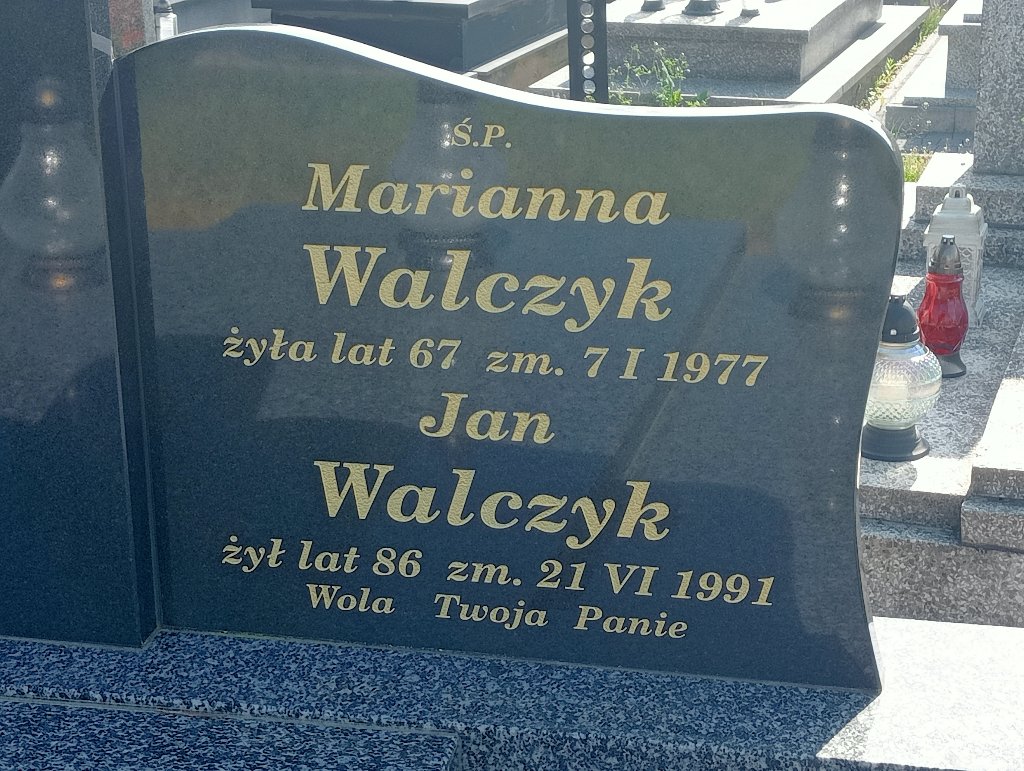 Ś.P.
Marianna
Walczyk
żyła lat 67 zm. 7 I 1977
Jan
Walczyk
żył lat 86 zm. 21 VI 1991
Wola Twoja Panie